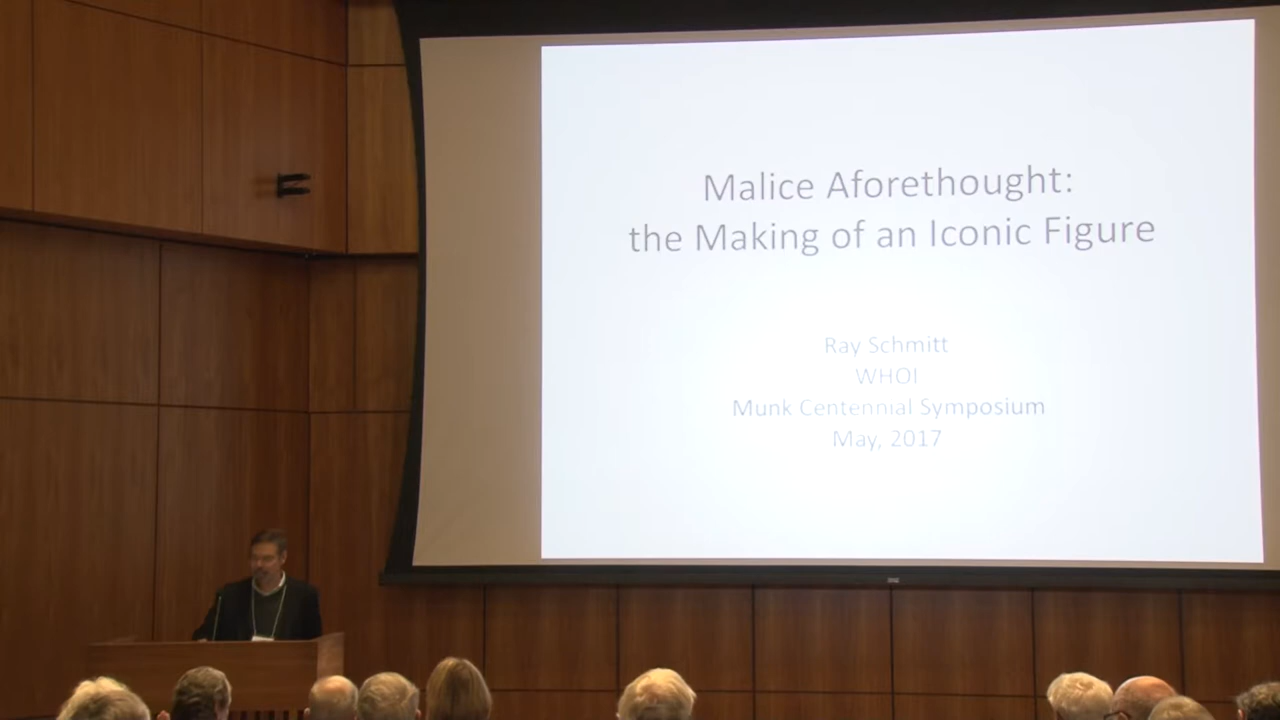 Malice Aforethought:
the Making of an Iconic Figure
Ray Schmitt
WHOI
Munk Centennial Symposium
May, 2017